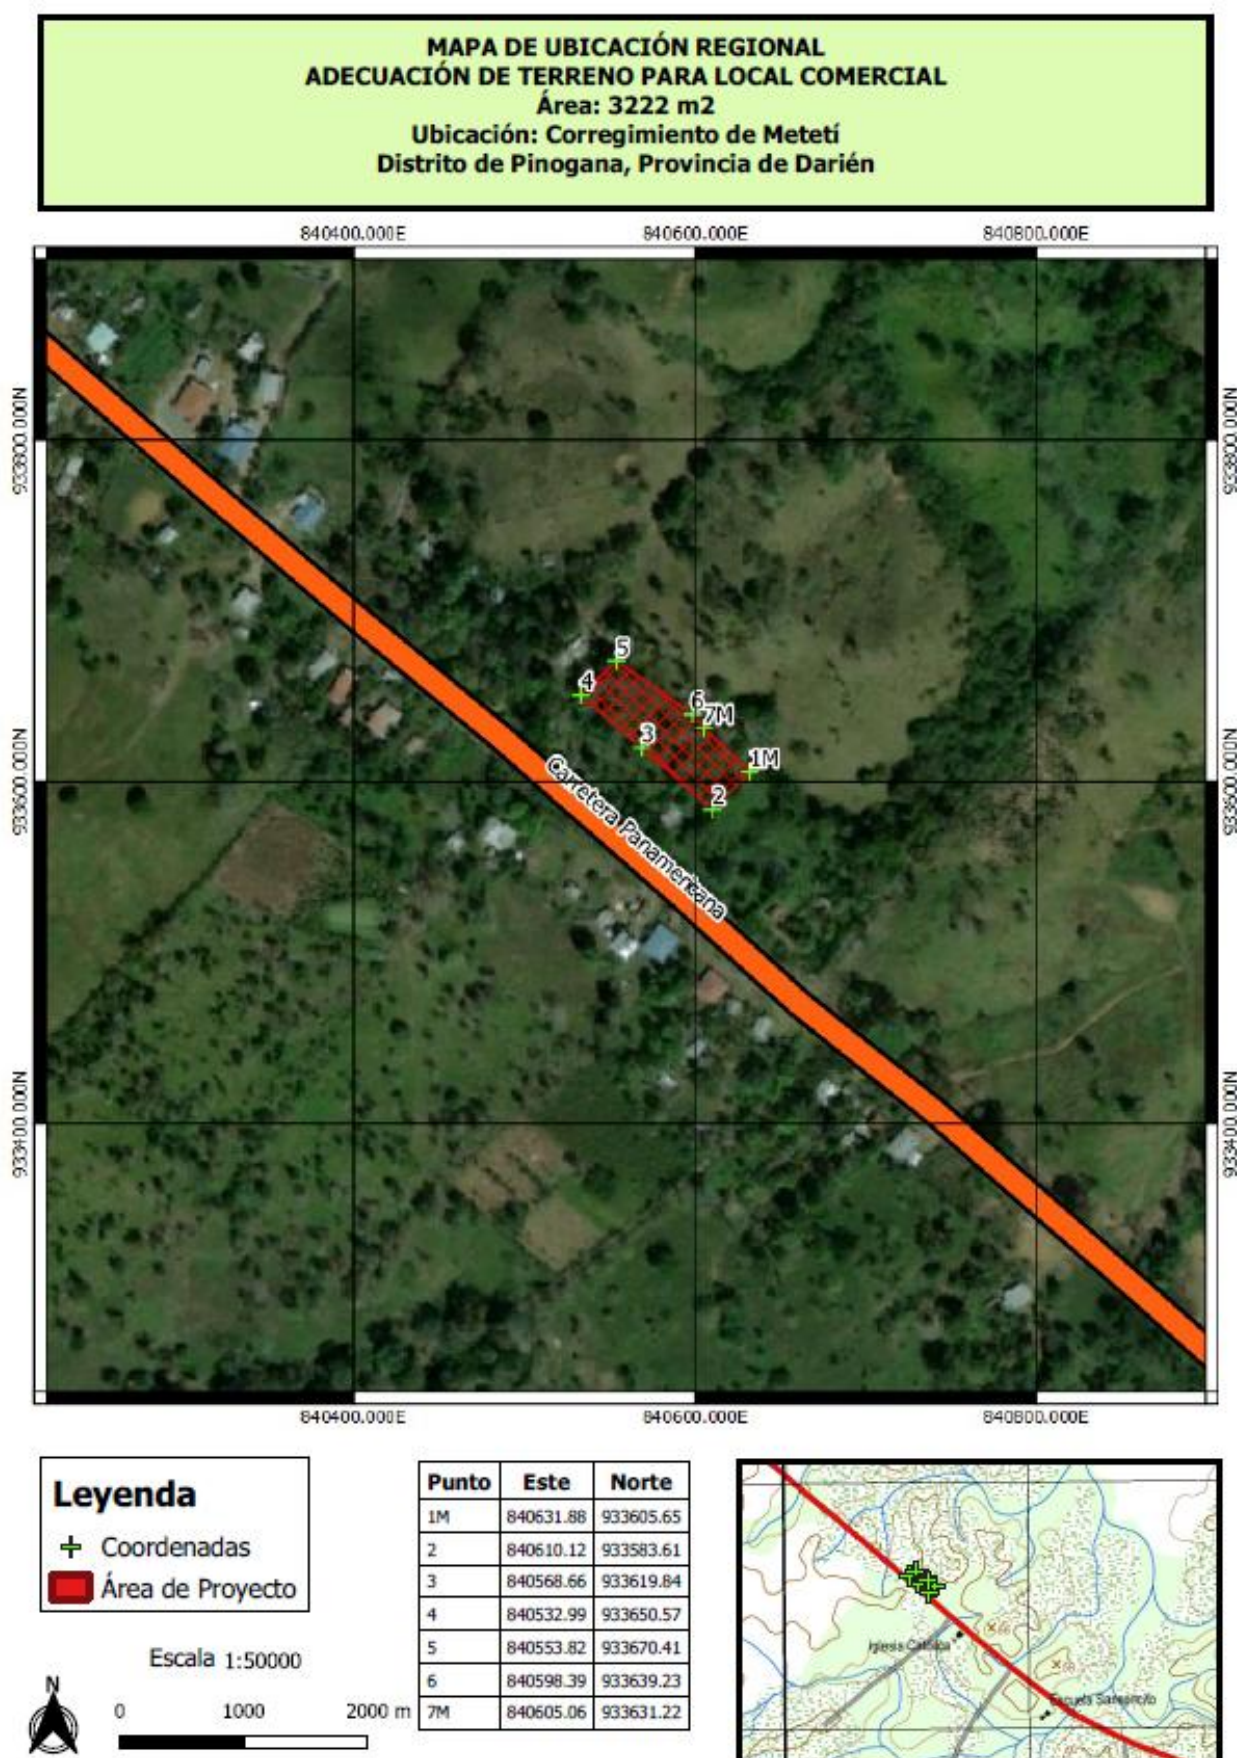 MAPA DE UBICACIÓN REGIONAL
ADECUACIÓN DE TERRENO PARA LOCAL COMERCIAL
Área: 3222 m2
Ubicación: Corregimiento de Metetí
Distrito de Pinogana, Provincia de Darién
840400.000E 840600.000E 840800.000E
933800.000N 933800.000N
5
4
6
7M
3
1M
2
933600.000N 933600.000N
Carretera Panamericana
933400.000N 933400.000N
840400.000E 840600.000E 840800.000E
Leyenda
Coordenadas
Área de Proyecto
Escala 1:50000
N
0 1000 2000 m
Punto Este Norte
1M 840631.88 933605.65
2 840610.12 933583.61
3 840568.66 933619.84
4 840532.99 933650.57
5 840553.82 933670.41
6 840598.39 933639.23
7M 840605.06 933631.22
Iglesia Católica
Escuela Sansoncito